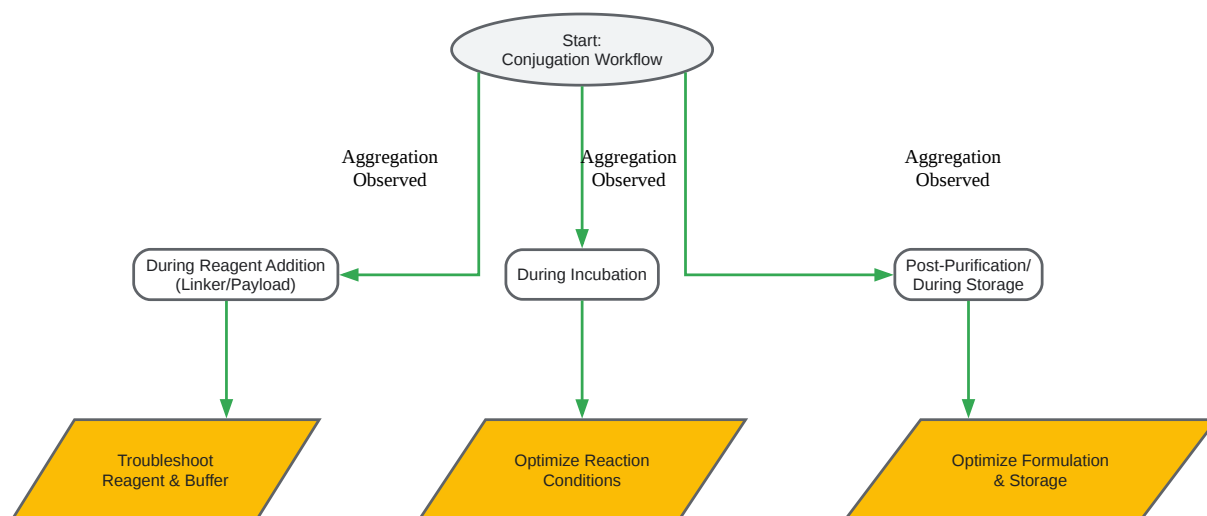 Start:
Conjugation Workflow
Aggregation
Observed
Aggregation
Observed
Aggregation
Observed
During Reagent Addition
(Linker/Payload)
During Incubation
Post-Purification/
During Storage
Troubleshoot
Reagent & Buffer
Optimize Reaction
Conditions
Optimize Formulation
& Storage